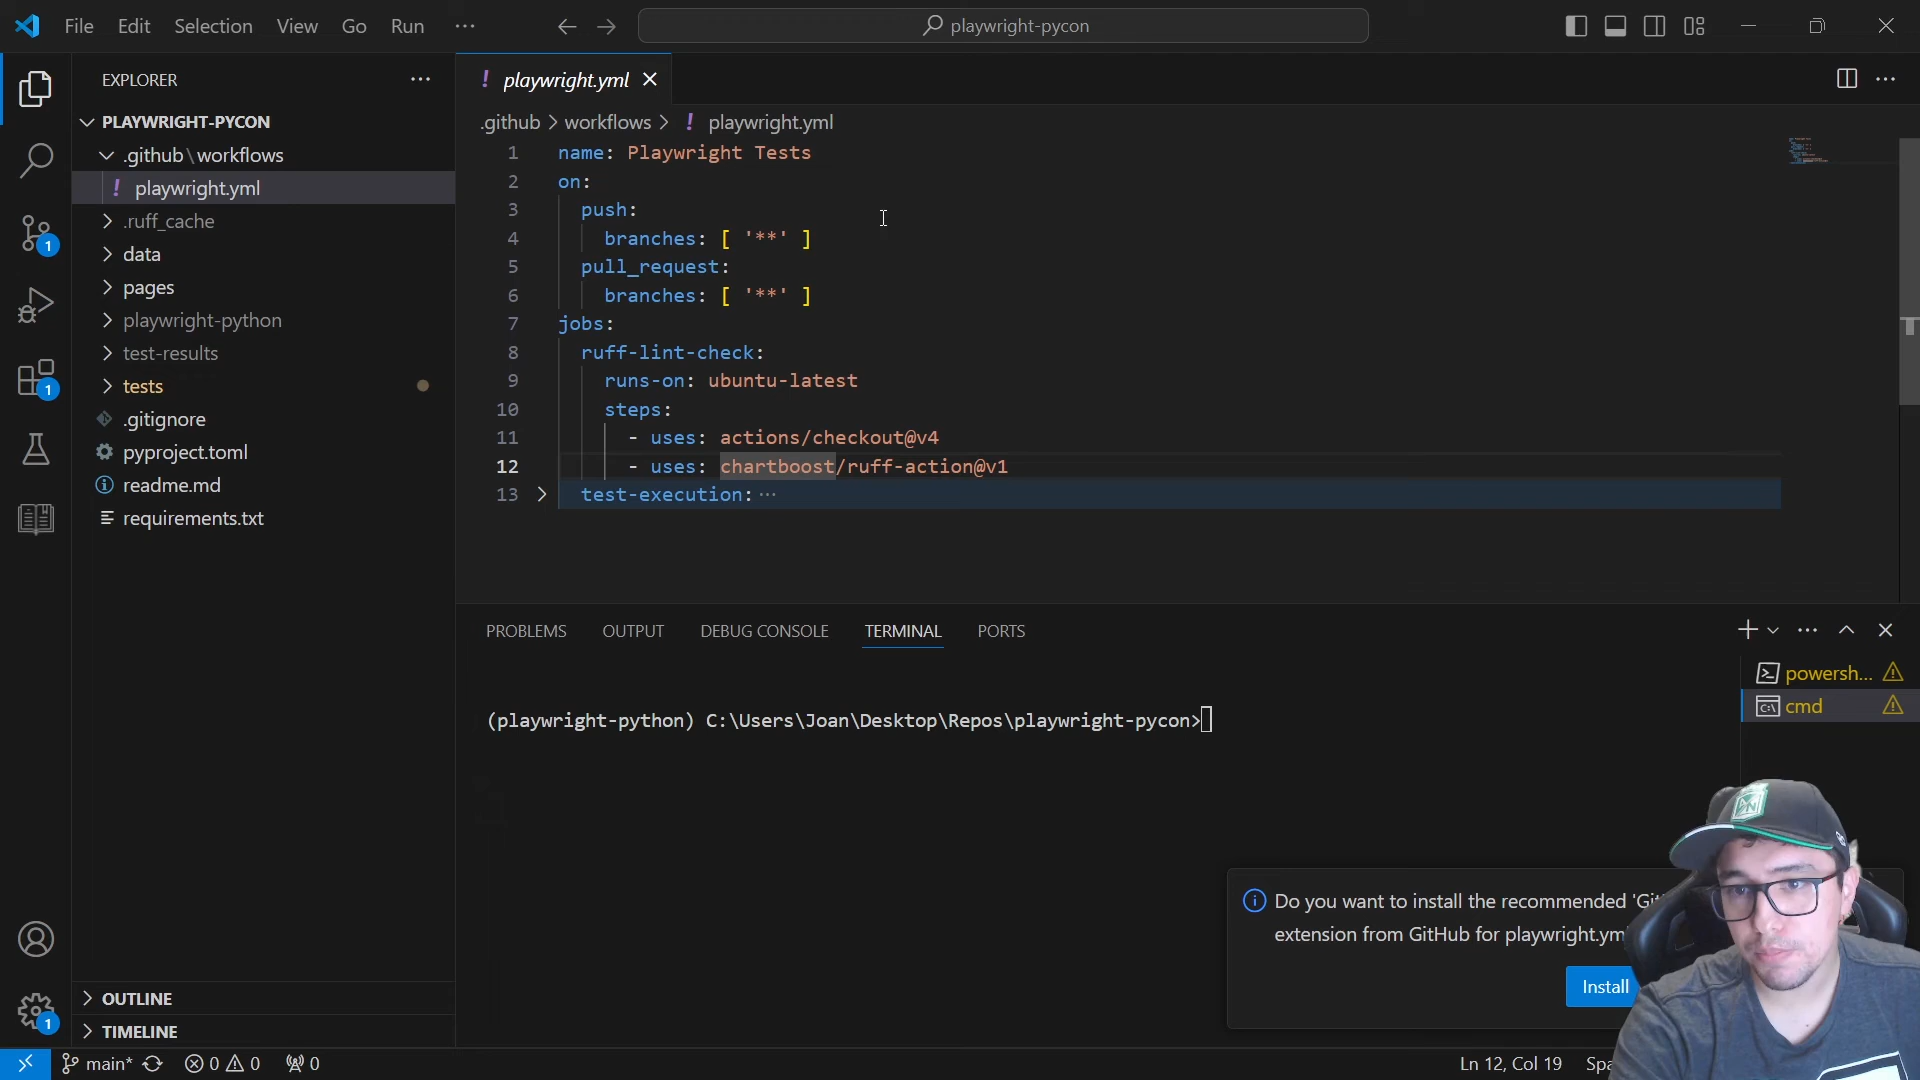 File Edit Selection View Go Run ···
playwright-pycon
EXPLORER
PLAYWRIGHT-PYCON
.github\workflows
! playwright.yml
.ruff_cache
data
pages
playwright-python
test-results
tests
.gitignore
pyproject.toml
readme.md
requirements.txt
OUTLINE
TIMELINE
1
1
1
! playwright.yml
.github > workflows > ! playwright.yml
1 name: Playwright Tests
2 on:
3 push:
4 branches: [ '**' ]
5 pull_request:
6 branches: [ '**' ]
7 jobs:
8 ruff-lint-check:
9 runs-on: ubuntu-latest
10 steps:
11 - uses: actions/checkout@v4
12 - uses: chartboost/ruff-action@v1
13 test-execution: ···
PROBLEMS OUTPUT DEBUG CONSOLE TERMINAL PORTS
powersh...
cmd
(playwright-python) C:\Users\Joan\Desktop\Repos\playwright-pycon>
Do you want to install the recommended
extension from GitHub for
Install
main* 0 0 0
Ln 12, Col 19